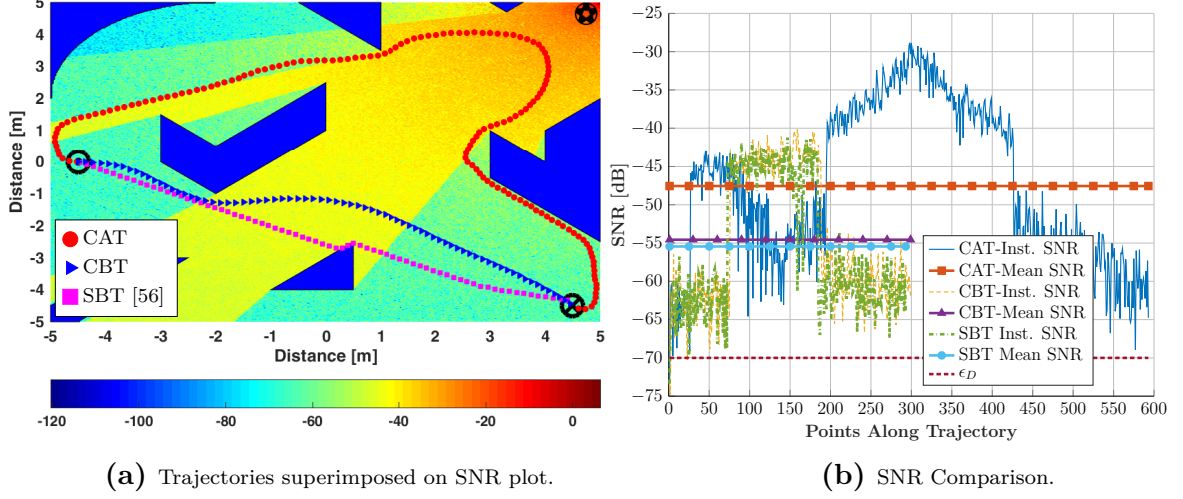 5
4
3
2
1
0
-1
-2
-3
-4
-5
Distance [m]
CAT
CBT
SBT [56]
-5 -4 -3 -2 -1 0 1 2 3 4 5
Distance [m]
-120 -100 -80 -60 -40 -20 0
(a) Trajectories superimposed on SNR plot.
−25
−30
−35
−40
−45
−50
−55
−60
−65
−70
−75
SNR [dB]
CAT-Inst. SNR
CAT-Mean SNR
CBT-Inst. SNR
CBT-Mean SNR
SBT Inst. SNR
SBT Mean SNR
ϵ_D
0 50 100 150 200 250 300 350 400 450 500 550 600
Points Along Trajectory
(b) SNR Comparison.